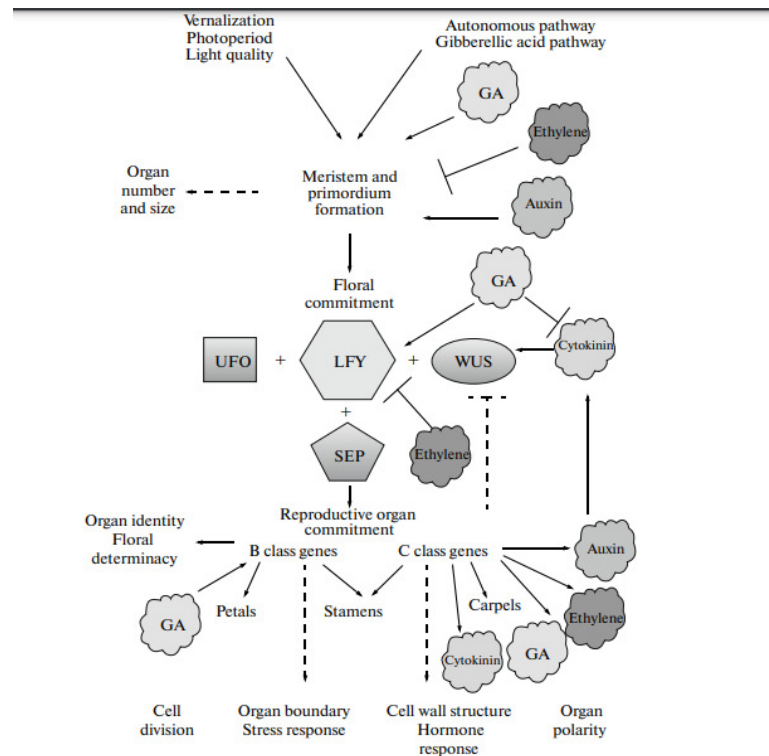 Vernalization
Photoperiod
Light quality
Autonomous pathway
Gibberellic acid pathway
GA
Ethylene
Organ
number
and size
Meristem and
primordium
formation
Auxin
Floral
commitment
GA
UFO + LFY + WUS
Cytokinin
+
SEP
Ethylene
Reproductive organ
commitment
Organ identity
Floral
determinacy
B class genes
C class genes
Auxin
GA
Petals
Stamens
Carpels
Ethylene
Cytokinin
GA
Cell
division
Organ boundary
Stress response
Cell wall structure
Hormone
response
Organ
polarity